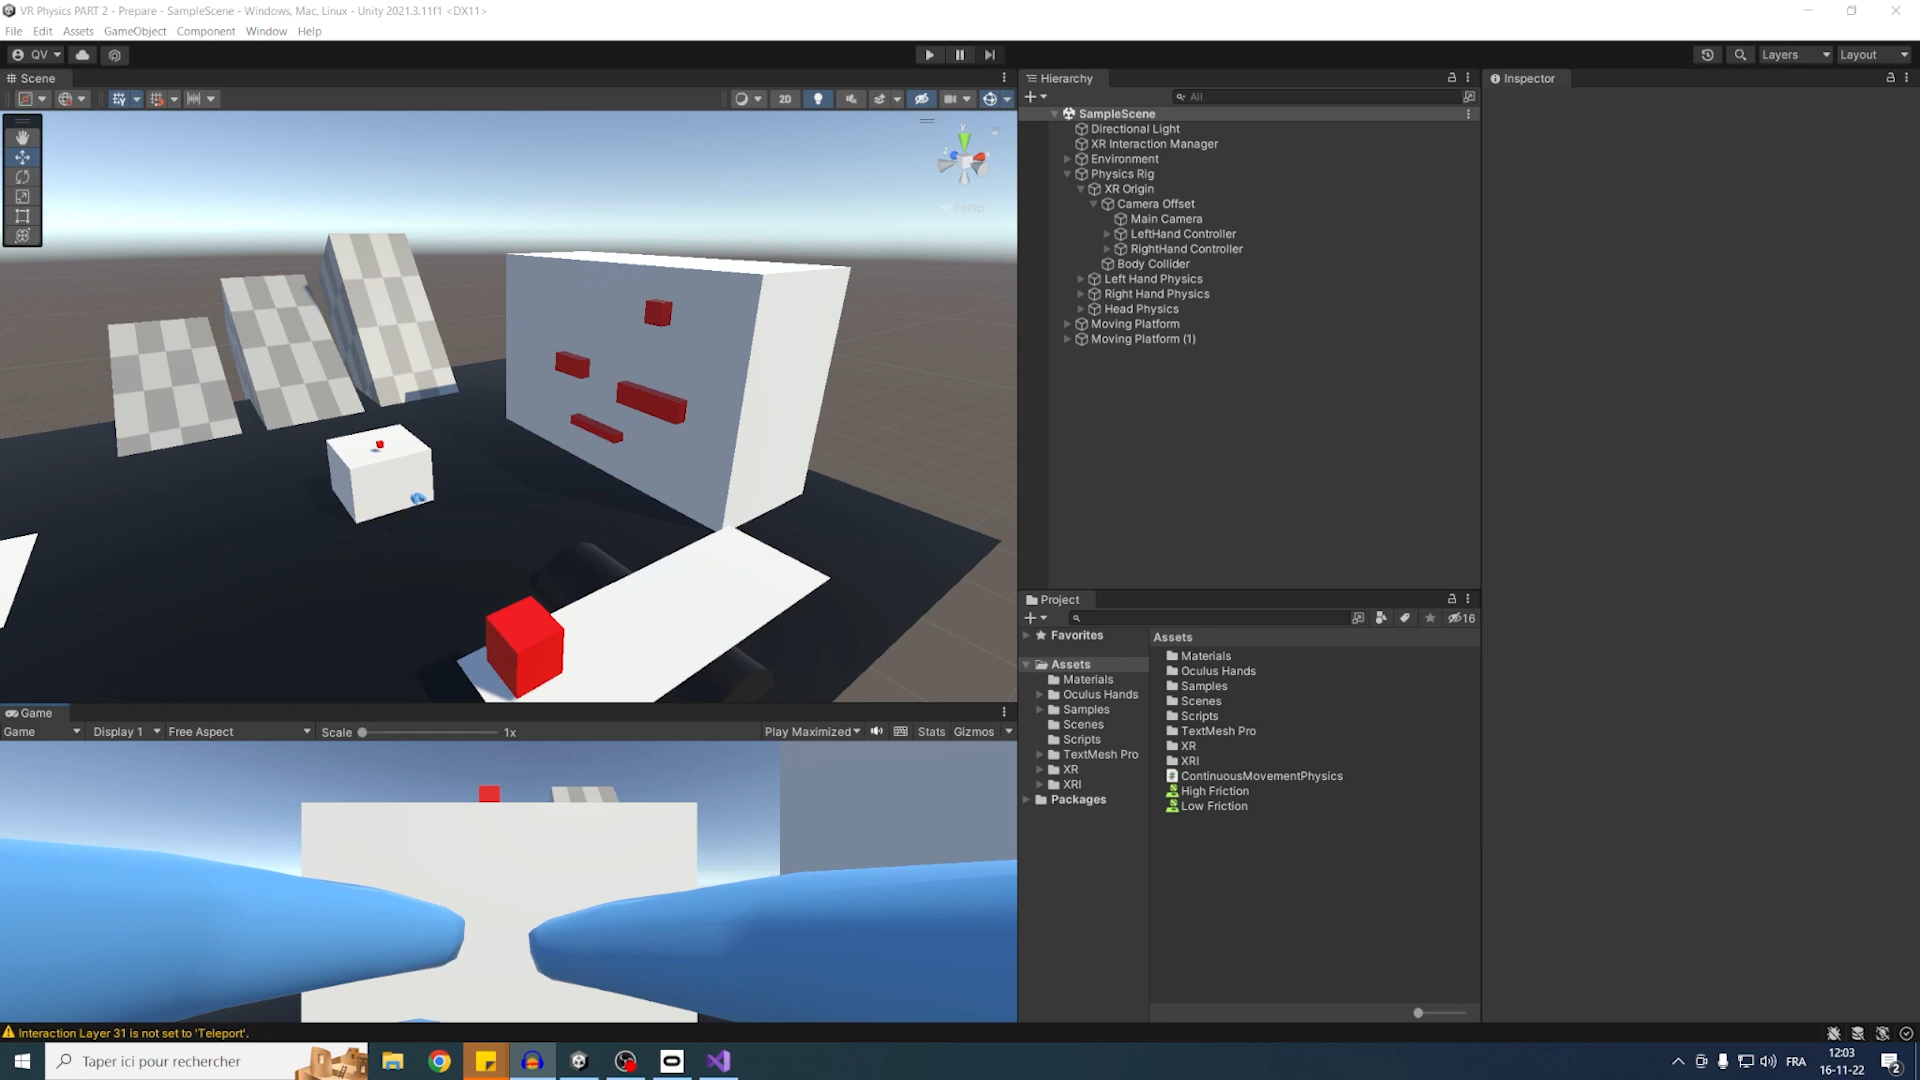 VR Physics PART 2 - Prepare - SampleScene - Windows, Mac, Linux - Unity 2021.3.11f1 <DX11>
File Edit Assets GameObject Component Window Help
QV
Layers Layout
Scene
2D
y
x
z
Persp
Hierarchy
All
SampleScene
Directional Light
XR Interaction Manager
Environment
Physics Rig
XR Origin
Camera Offset
Main Camera
LeftHand Controller
RightHand Controller
Body Collider
Left Hand Physics
Right Hand Physics
Head Physics
Moving Platform
Moving Platform (1)
Inspector
Game
Game Display 1 Free Aspect Scale 1x Play Maximized Stats Gizmos
Project
16
Favorites
Assets
Materials
Oculus Hands
Samples
Scenes
Scripts
TextMesh Pro
XR
XRI
Packages
Assets
Materials
Oculus Hands
Samples
Scenes
Scripts
TextMesh Pro
XR
XRI
ContinuousMovementPhysics
High Friction
Low Friction
Interaction Layer 31 is not set to 'Teleport'.
Taper ici pour rechercher
FRA
12:03
16-11-22
2